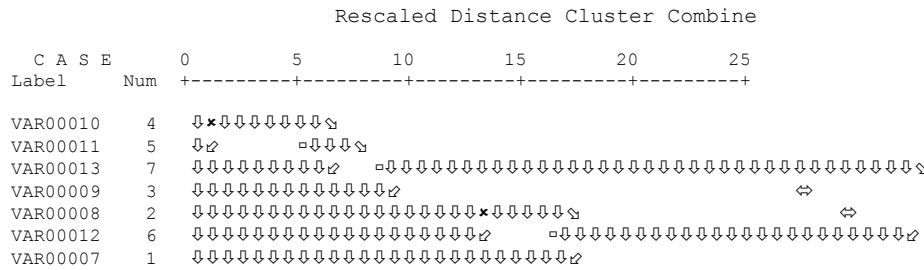 Rescaled Distance Cluster Combine
C A S E 0 5 10 15 20 25
Label Num +---------+---------+---------+---------+---------+
VAR00010 4 ⇩×⇩⇩⇩⇩⇩⇩⇩⬂
VAR00011 5 ⇩⬃ ▫⇩⇩⇩⬂
VAR00013 7 ⇩⇩⇩⇩⇩⇩⇩⇩⇩⬃ ▫⇩⇩⇩⇩⇩⇩⇩⇩⇩⇩⇩⇩⇩⇩⇩⇩⇩⇩⇩⇩⇩⇩⇩⇩⇩⇩⇩⇩⇩⇩⇩⇩⇩⇩⇩⇩⇩⇩⇩⬂
VAR00009 3 ⇩⇩⇩⇩⇩⇩⇩⇩⇩⇩⇩⇩⇩⬃ ⇔
VAR00008 2 ⇩⇩⇩⇩⇩⇩⇩⇩⇩⇩⇩⇩⇩⇩⇩⇩⇩⇩⇩×⇩⇩⇩⇩⇩⬂ ⇔
VAR00012 6 ⇩⇩⇩⇩⇩⇩⇩⇩⇩⇩⇩⇩⇩⇩⇩⇩⇩⇩⇩⬃ ▫⇩⇩⇩⇩⇩⇩⇩⇩⇩⇩⇩⇩⇩⇩⇩⇩⇩⇩⇩⇩⇩⇩⇩⬃
VAR00007 1 ⇩⇩⇩⇩⇩⇩⇩⇩⇩⇩⇩⇩⇩⇩⇩⇩⇩⇩⇩⇩⇩⇩⇩⇩⇩⬃